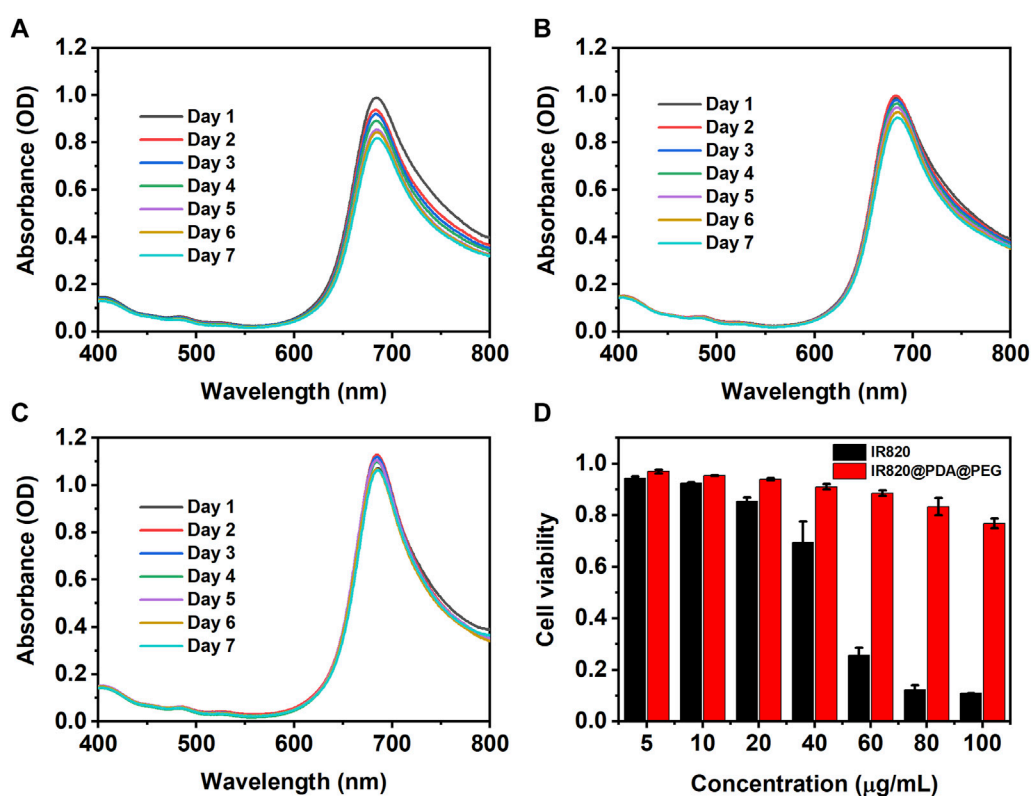 A
1.2
1.0
0.8
0.6
0.4
0.2
0.0
Absorbance (OD)
Day 1
Day 2
Day 3
Day 4
Day 5
Day 6
Day 7
400 500 600 700 800
Wavelength (nm)
B
1.2
1.0
0.8
0.6
0.4
0.2
0.0
Absorbance (OD)
Day 1
Day 2
Day 3
Day 4
Day 5
Day 6
Day 7
400 500 600 700 800
Wavelength (nm)
C
1.2
1.0
0.8
0.6
0.4
0.2
0.0
Absorbance (OD)
Day 1
Day 2
Day 3
Day 4
Day 5
Day 6
Day 7
400 500 600 700 800
Wavelength (nm)
D
1.0
0.8
0.6
0.4
0.2
0.0
Cell viability
IR820
IR820@PDA@PEG
5 10 20 40 60 80 100
Concentration (μg/mL)